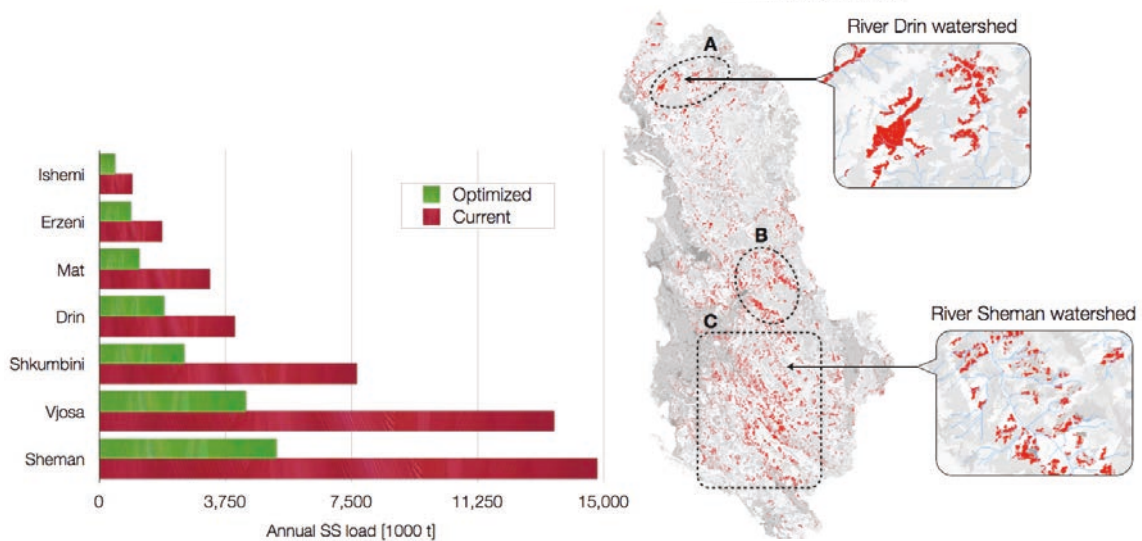 Ishemi
Erzeni
Mat
Drin
Shkumbini
Vjosa
Sheman
0
3,750
7,500
11,250
15,000
Annual SS load [1000 t]
Optimized
Current
A
B
C
River Drin watershed
River Sheman watershed